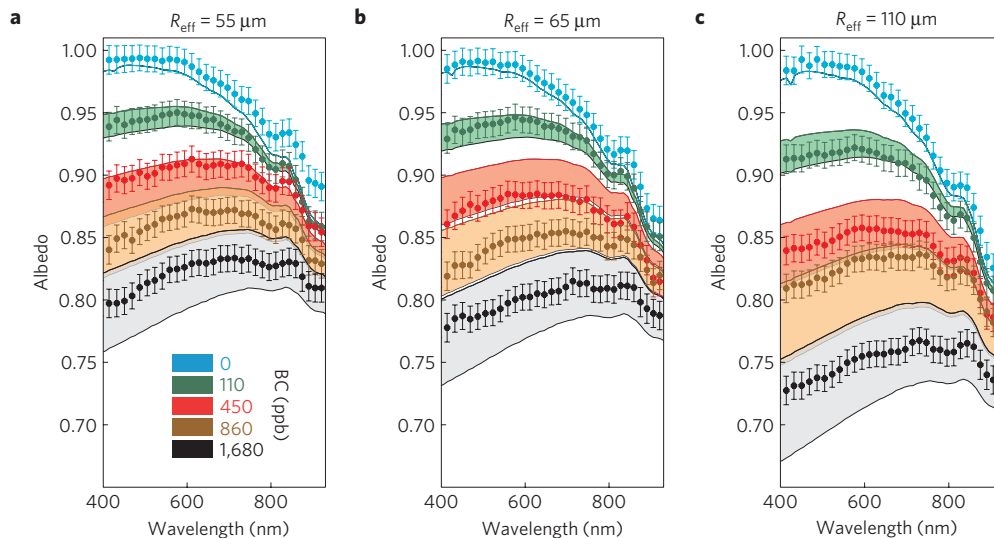 a
R eff = 55 µm
1.00
0.95
0.90
0.85
0.80
0.75
0.70
Albedo
0
110
450
860
1,680
BC (ppb)
400
600
800
Wavelength (nm)
b
R eff = 65 µm
1.00
0.95
0.90
0.85
0.80
0.75
0.70
Albedo
400
600
800
Wavelength (nm)
c
R eff = 110 µm
1.00
0.95
0.90
0.85
0.80
0.75
0.70
Albedo
400
600
800
Wavelength (nm)